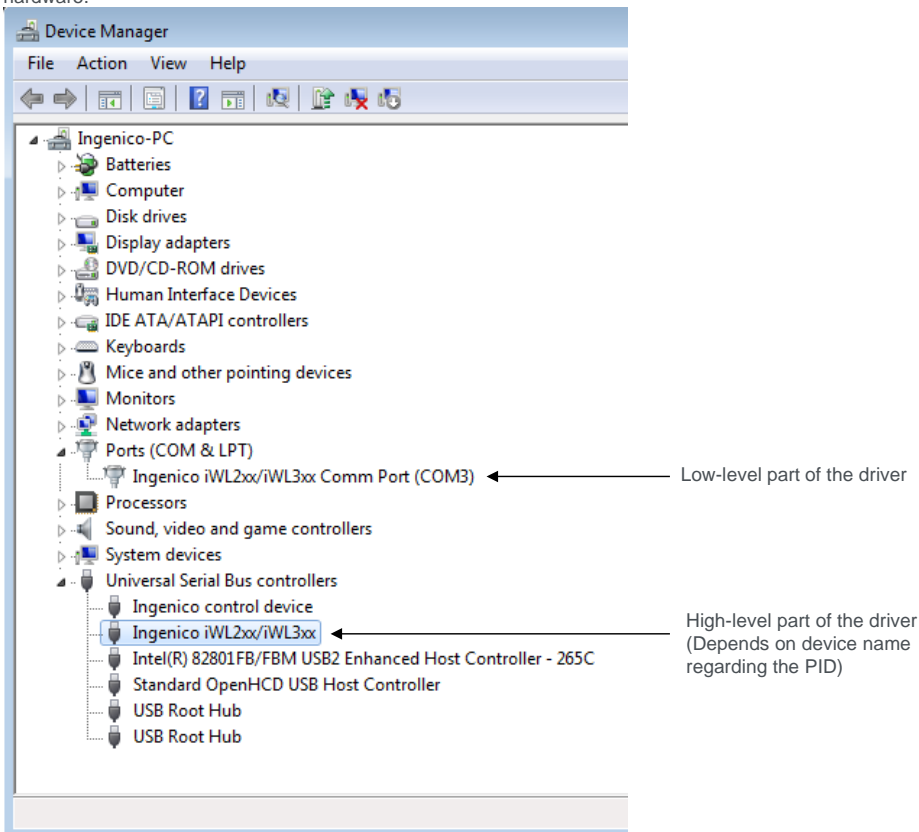 hardware.
Device Manager
File Action View Help
Ingenico-PC
Batteries
Computer
Disk drives
Display adapters
DVD/CD-ROM drives
Human Interface Devices
IDE ATA/ATAPI controllers
Keyboards
Mice and other pointing devices
Monitors
Network adapters
Ports (COM & LPT)
Ingenico iWL2xx/iWL3xx Comm Port (COM3)
Low-level part of the driver
Processors
Sound, video and game controllers
System devices
Universal Serial Bus controllers
Ingenico control device
Ingenico iWL2xx/iWL3xx
High-level part of the driver
(Depends on device name
regarding the PID)
Intel(R) 82801FB/FBM USB2 Enhanced Host Controller - 265C
Standard OpenHCD USB Host Controller
USB Root Hub
USB Root Hub